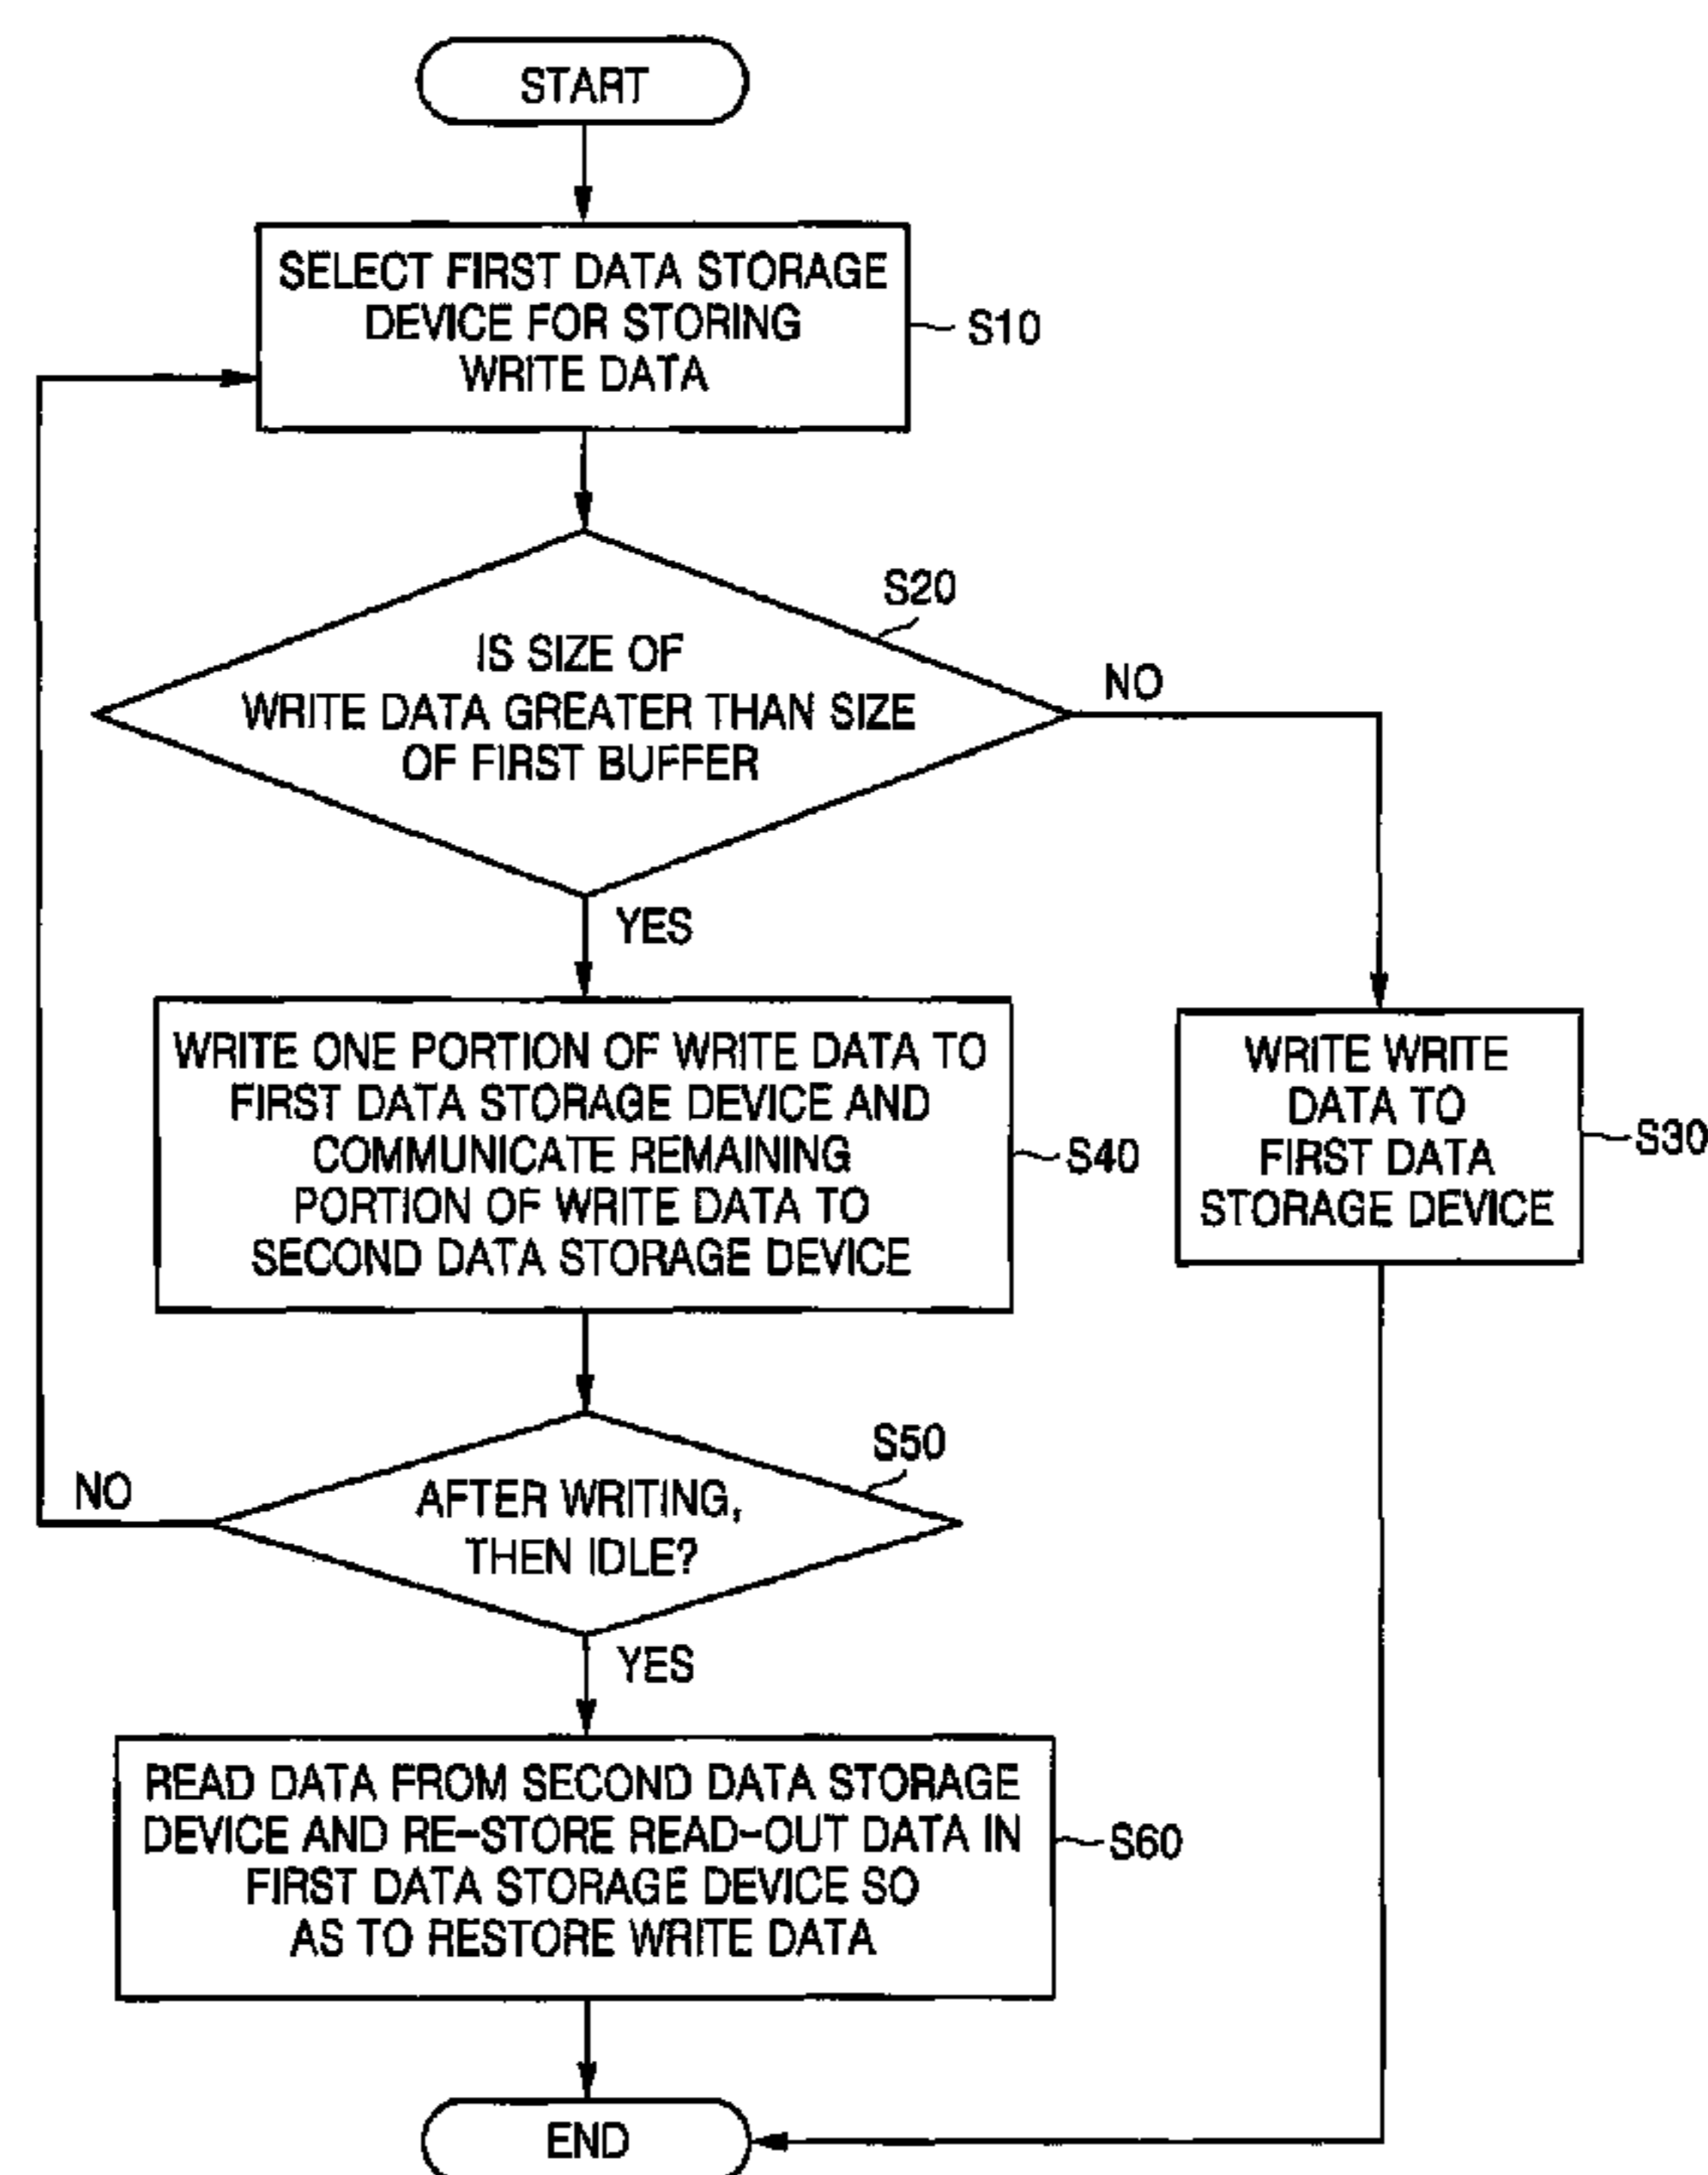 START
SELECT FIRST DATA STORAGE
DEVICE FOR STORING
WRITE DATA
S10
S20
IS SIZE OF
WRITE DATA GREATER THAN SIZE
OF FIRST BUFFER
NO
YES
WRITE ONE PORTION OF WRITE DATA TO
FIRST DATA STORAGE DEVICE AND
COMMUNICATE REMAINING
PORTION OF WRITE DATA TO
SECOND DATA STORAGE DEVICE
S40
WRITE WRITE
DATA TO
FIRST DATA
STORAGE DEVICE
S30
S50
AFTER WRITING,
THEN IDLE?
NO
YES
READ DATA FROM SECOND DATA STORAGE
DEVICE AND RE-STORE READ-OUT DATA IN
FIRST DATA STORAGE DEVICE SO
AS TO RESTORE WRITE DATA
S60
END